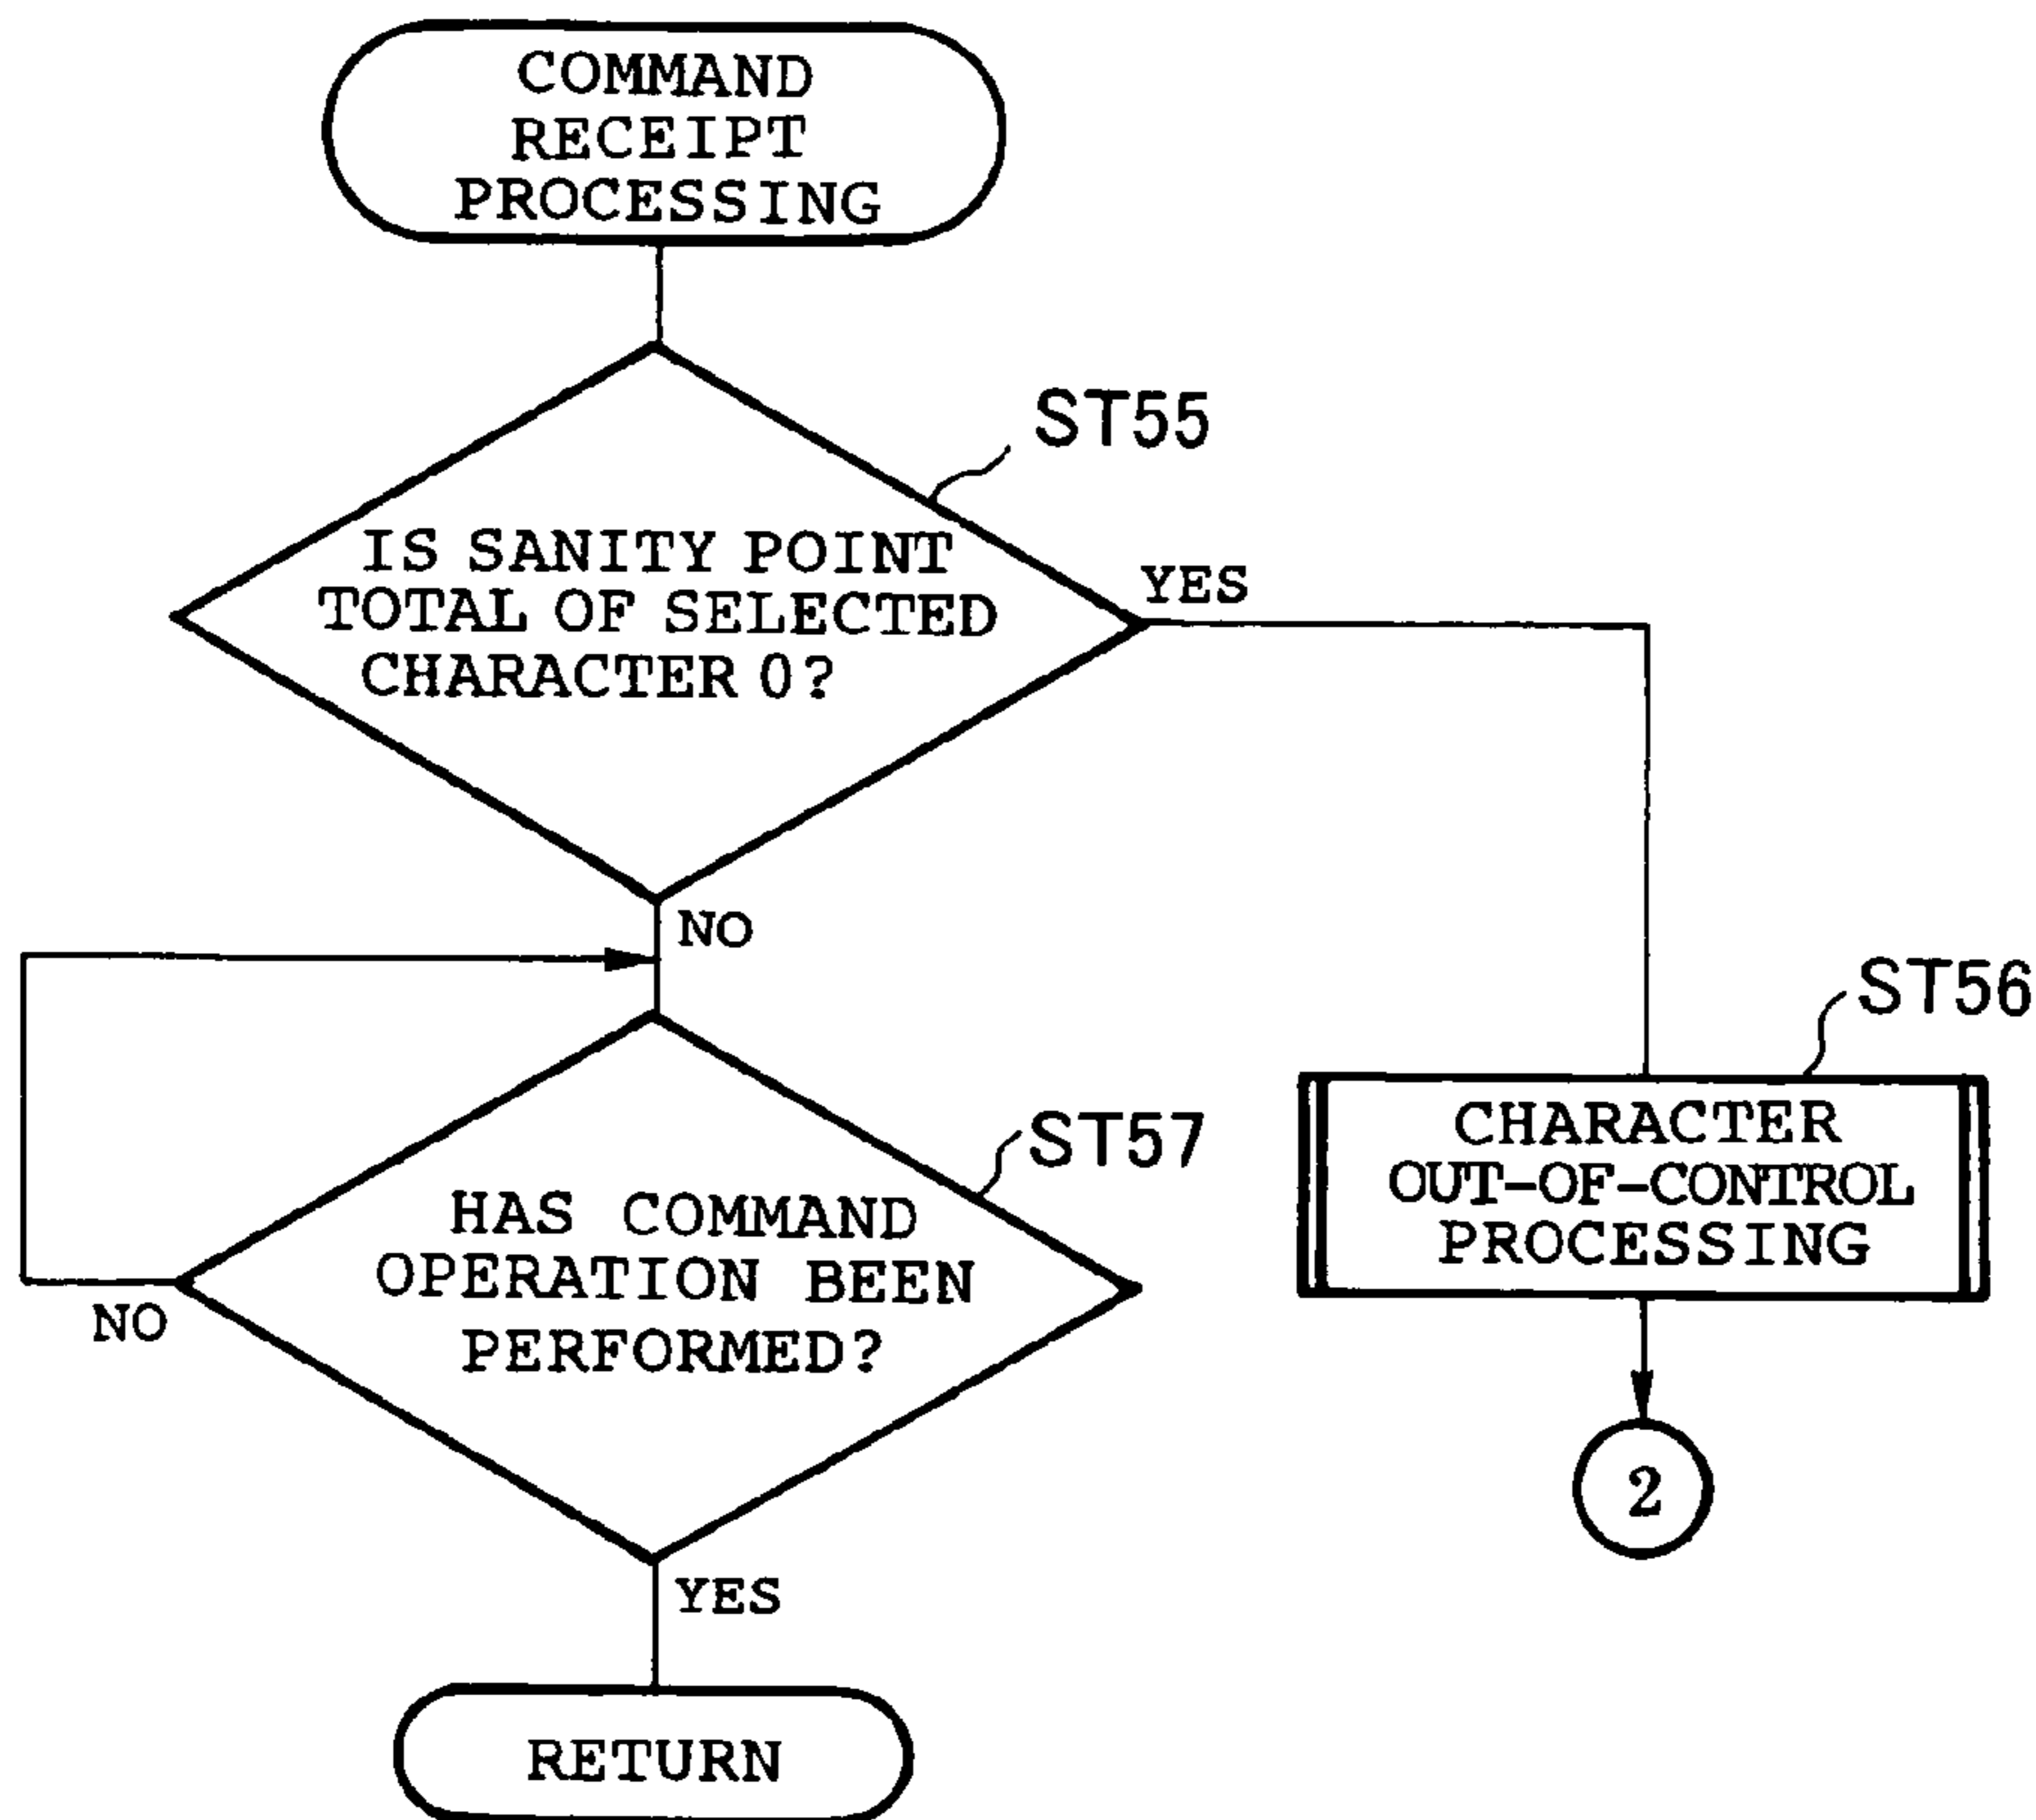 COMMAND
RECEIPT
PROCESSING
ST55
IS SANITY POINT
TOTAL OF SELECTED
CHARACTER 0?
YES
NO
ST56
CHARACTER
OUT-OF-CONTROL
PROCESSING
2
ST57
HAS COMMAND
OPERATION BEEN
PERFORMED?
NO
YES
RETURN